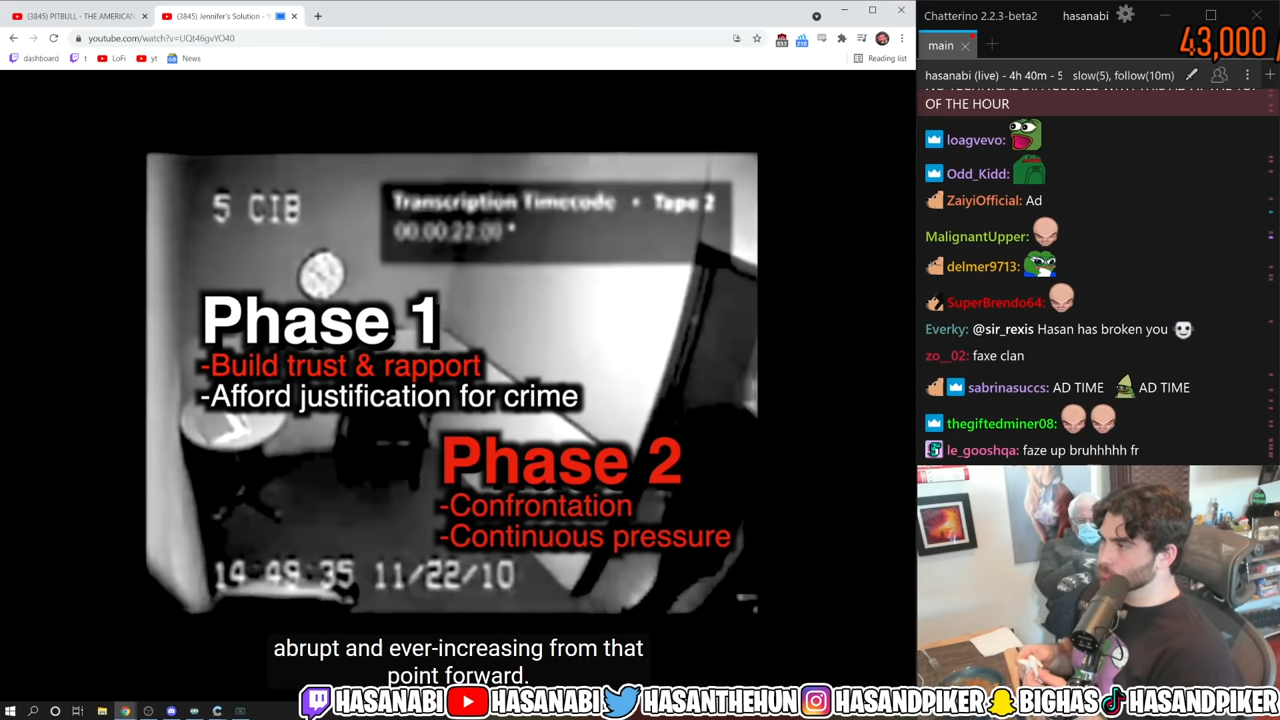 (3845) PITBULL - THE AMERICAN
(3845) Jennifer's Solution -
youtube.com/watch?v=UQt46gvYO40
dashboard
t
LoFi
yt
News
Reading list
5 CIB
Transcription Timecode • Tape 2
00:00:22:00 *
Phase 1
-Build trust & rapport
-Afford justification for crime
Phase 2
-Confrontation
-Continuous pressure
14:49:35 11/22/10
abrupt and ever-increasing from that
point forward.
Chatterino 2.2.3-beta2
hasanabi
43,000
main
hasanabi (live) - 4h 40m - 5
slow(5), follow(10m)
OF THE HOUR
loagvevo:
Odd_Kidd:
ZaiyiOfficial: Ad
MalignantUpper:
delmer9713:
SuperBrendo64:
Everky: @sir_rexis Hasan has broken you
zo__02: faxe clan
sabrinasuccs: AD TIME AD TIME
thegiftedminer08:
le_gooshqa: faze up bruhhhhh fr
HASANABI HASANABI HASANTHEHUN HASANDPIKER BIGHAS HASANDPIKER